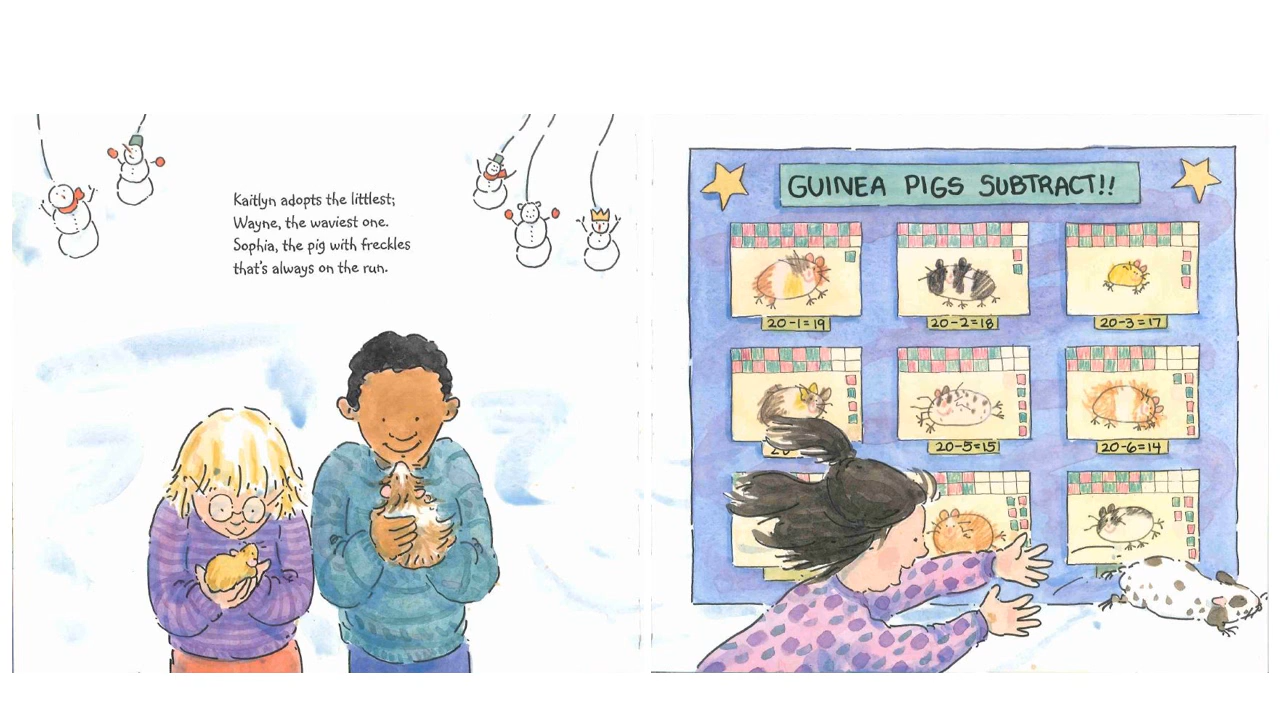 Kaitlyn adopts the littlest;
Wayne, the waviest one.
Sophia, the pig with freckles
that's always on the run.
GUINEA PIGS SUBTRACT!!
20-1=19
20-2=18
20-3=17
20
20-5=15
20-6=14